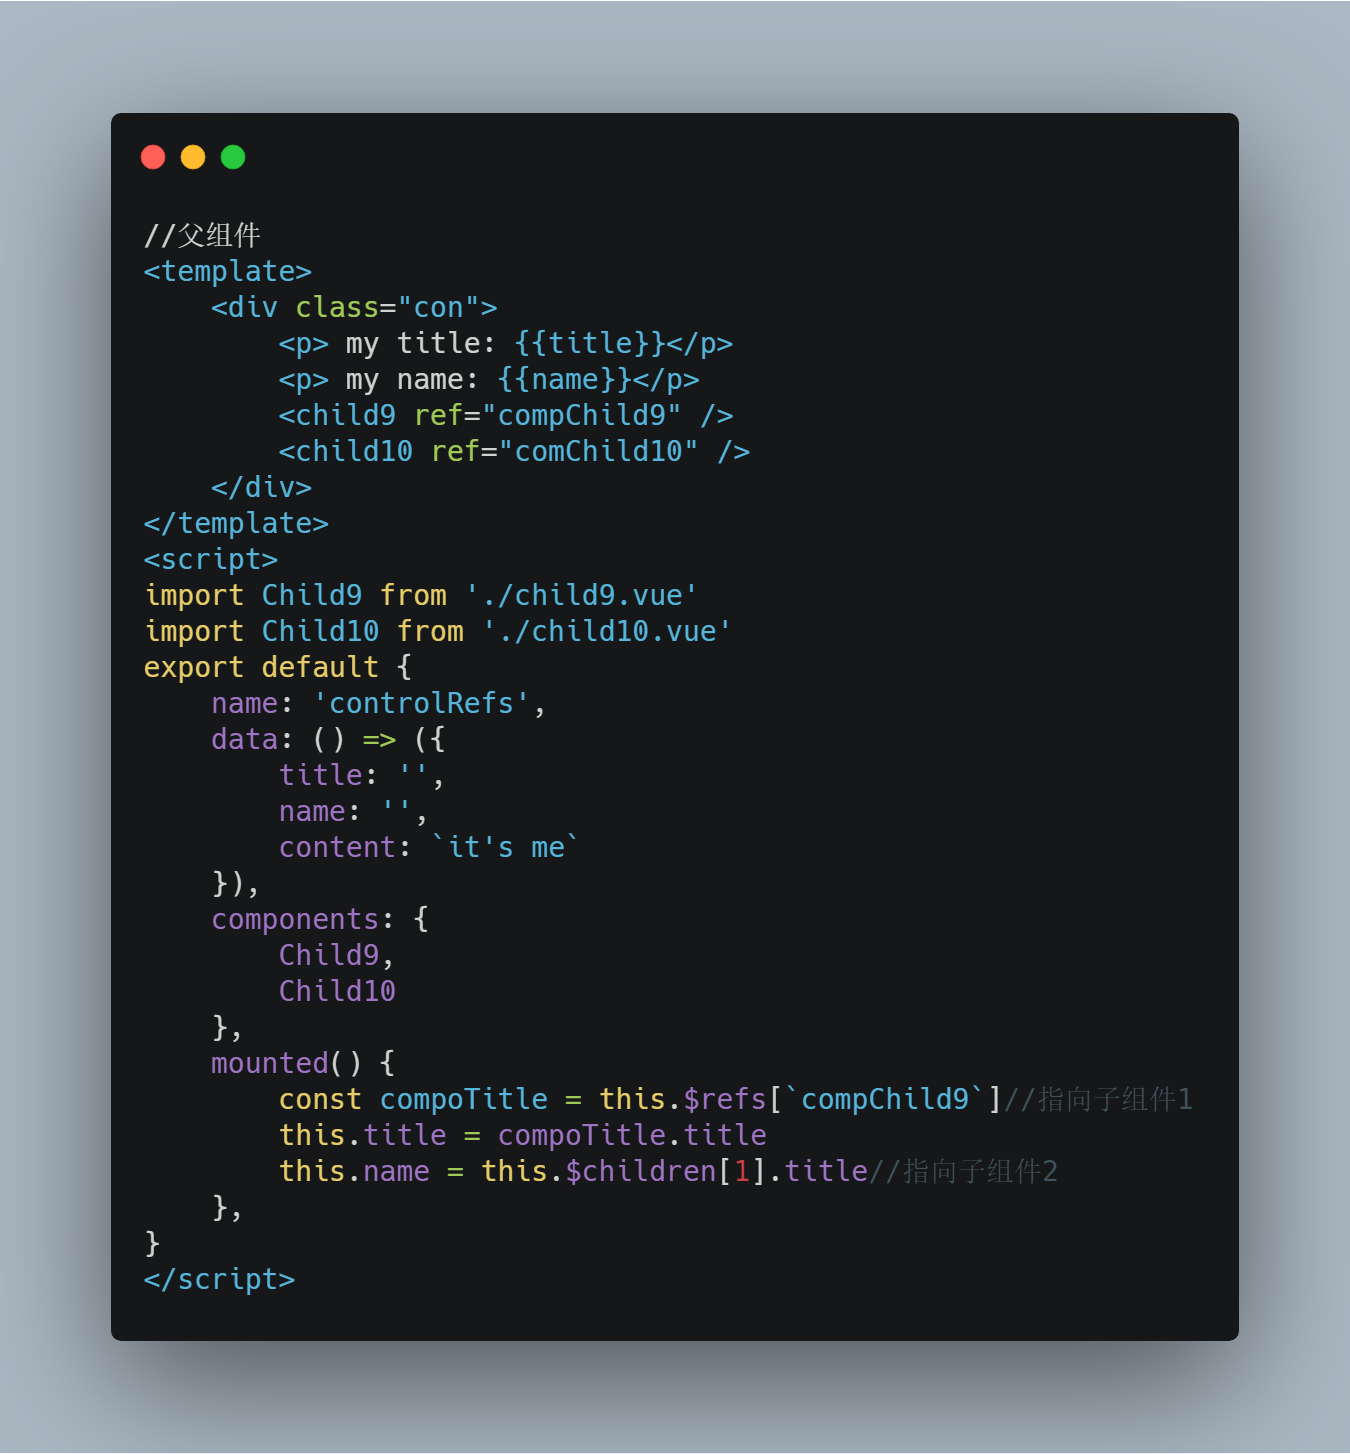 //父组件
<template>
    <div class="con">
        <p> my title: {{title}}</p>
        <p> my name: {{name}}</p>
        <child9 ref="compChild9" />
        <child10 ref="comChild10" />
    </div>
</template>
<script>
import Child9 from './child9.vue'
import Child10 from './child10.vue'
export default {
    name: 'controlRefs',
    data: () => ({
        title: '',
        name: '',
        content: `it's me`
    }),
    components: {
        Child9,
        Child10
    },
    mounted() {
        const compoTitle = this.$refs[`compChild9`]//指向子组件1
        this.title = compoTitle.title
        this.name = this.$children[1].title//指向子组件2
    },
}
</script>